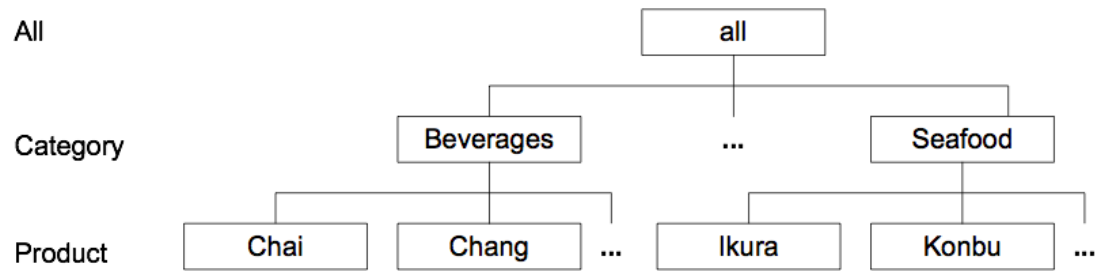 All all
Category Beverages ... Seafood
Product Chai Chang ... Ikura Konbu ...